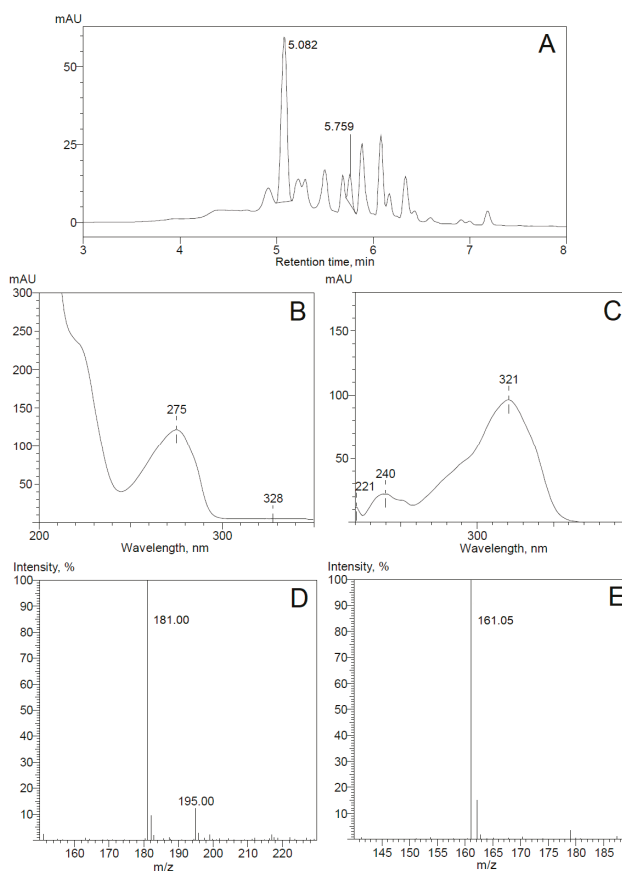 mAU
A
5.082
5.759
50
25
0
3 4 5 6 7 8
Retention time, min
mAU
B
300
250
200
150
100
50
275
328
200 300
Wavelength, nm
mAU
C
150
100
50
321
240
221
300
Wavelength, nm
Intensity, %
D
100
90
80
70
60
50
40
30
20
10
181.00
195.00
160 170 180 190 200 210 220
m/z
Intensity, %
E
100
90
80
70
60
50
40
30
20
10
161.05
145 150 155 160 165 170 175 180 185
m/z